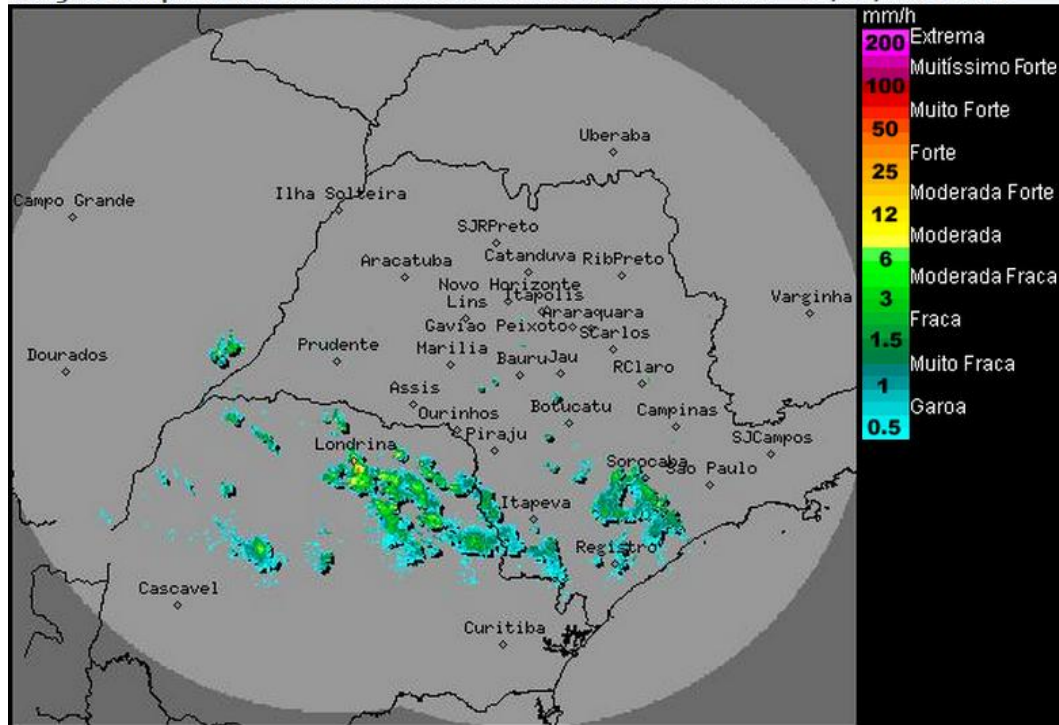 mm/h
200 Extrema
Muitíssimo Forte
100
Muito Forte
50
Forte
25
Moderada Forte
12
Moderada
6
Moderada Fraca
3
Fraca
1.5
Muito Fraca
1
Garoa
0.5
Uberaba
Campo Grande
Ilha Solteira
SJRPreto
Catanduva
RibPreto
Aracatuba
Novo Horizonte
Itapolis
Lins
Araraquara
Varginha
Gaviao Peixoto
SCarlos
Dourados
Prudente
Marilia
Bauru
Jau
RClaro
Assis
Ourinhos
Botucatu
Campinas
Piraju
SJCampos
Londrina
Sorocaba
Sao Paulo
Itapeva
Registro
Cascavel
Curitiba